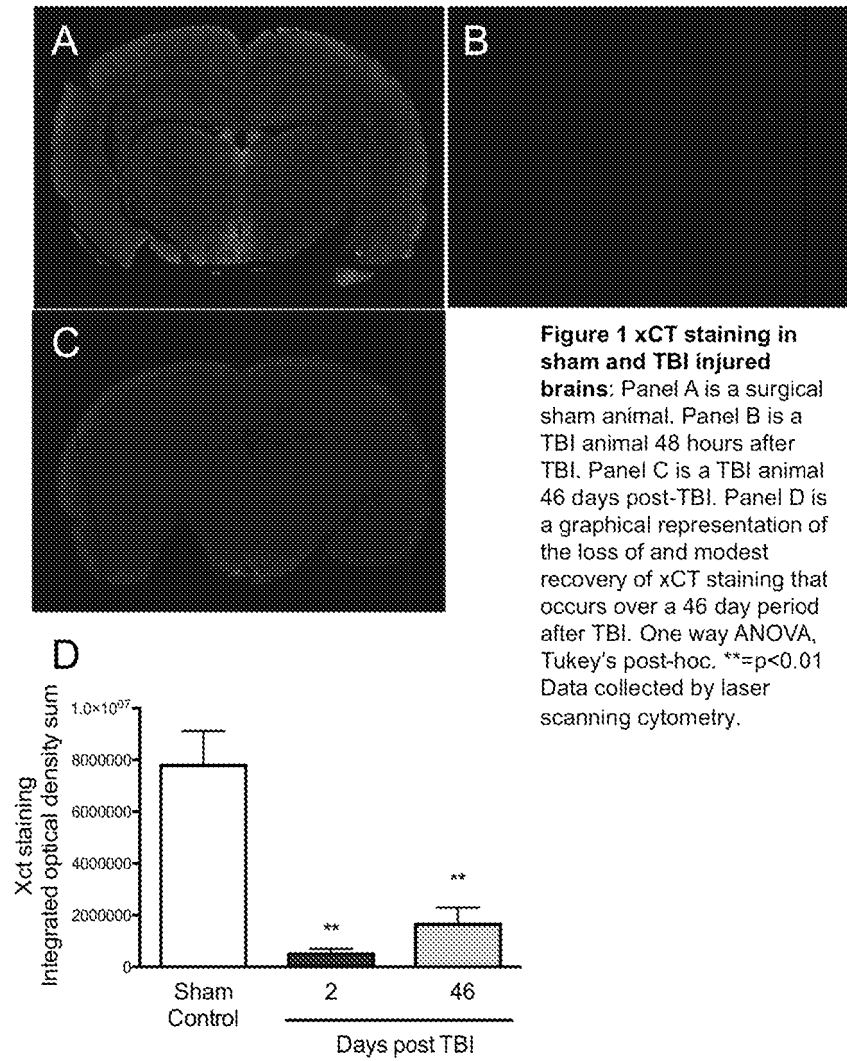 A
B
C
Figure 1 xCT staining in
sham and TBI injured
brains: Panel A is a surgical
sham animal. Panel B is a
TBI animal 48 hours after
TBI. Panel C is a TBI animal
46 days post-TBI. Panel D is
a graphical representation of
the loss of and modest
recovery of xCT staining that
occurs over a 46 day period
after TBI. One way ANOVA,
Tukey's post-hoc. **=p<0.01
Data collected by laser
scanning cytometry.
D
Xct staining
Integrated optical density sum
1.0×10⁰⁷
8000000
6000000
4000000
2000000
0
**
**
Sham
Control
2
46
Days post TBI